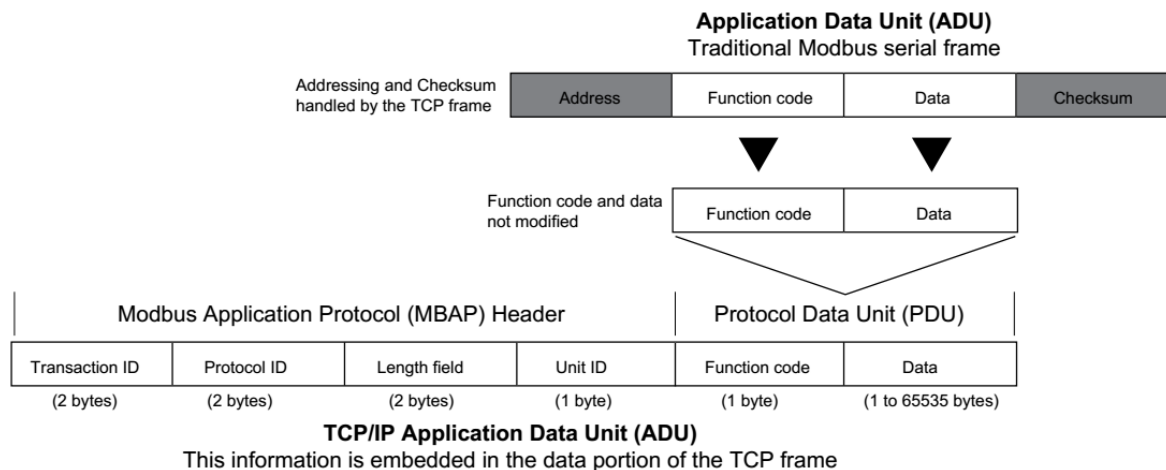 Application Data Unit (ADU)
Traditional Modbus serial frame
Addressing and Checksum
handled by the TCP frame
Address Function code Data Checksum
Function code and data
not modified
Function code Data
Modbus Application Protocol (MBAP) Header Protocol Data Unit (PDU)
Transaction ID Protocol ID Length field Unit ID Function code Data
(2 bytes) (2 bytes) (2 bytes) (1 byte) (1 byte) (1 to 65535 bytes)
TCP/IP Application Data Unit (ADU)
This information is embedded in the data portion of the TCP frame